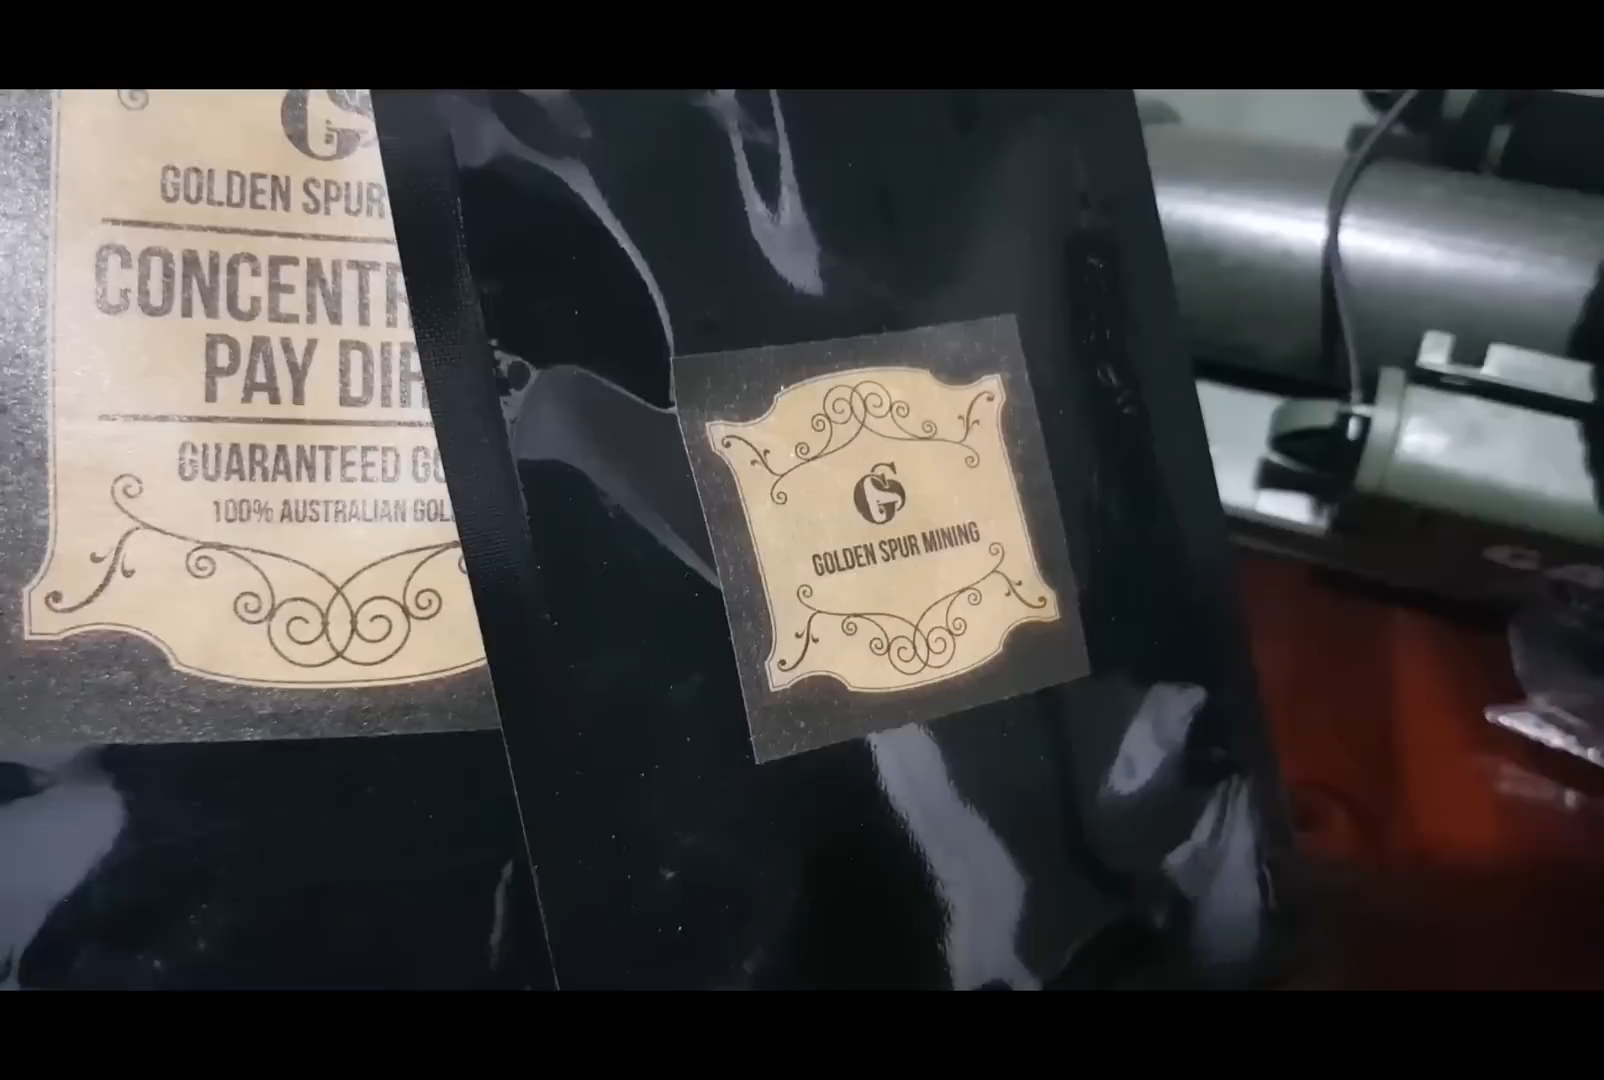 GS
GOLDEN SPUR
CONCENTR
PAY DIR
GUARANTEED GO
100% AUSTRALIAN GOL
GS
GOLDEN SPUR MINING